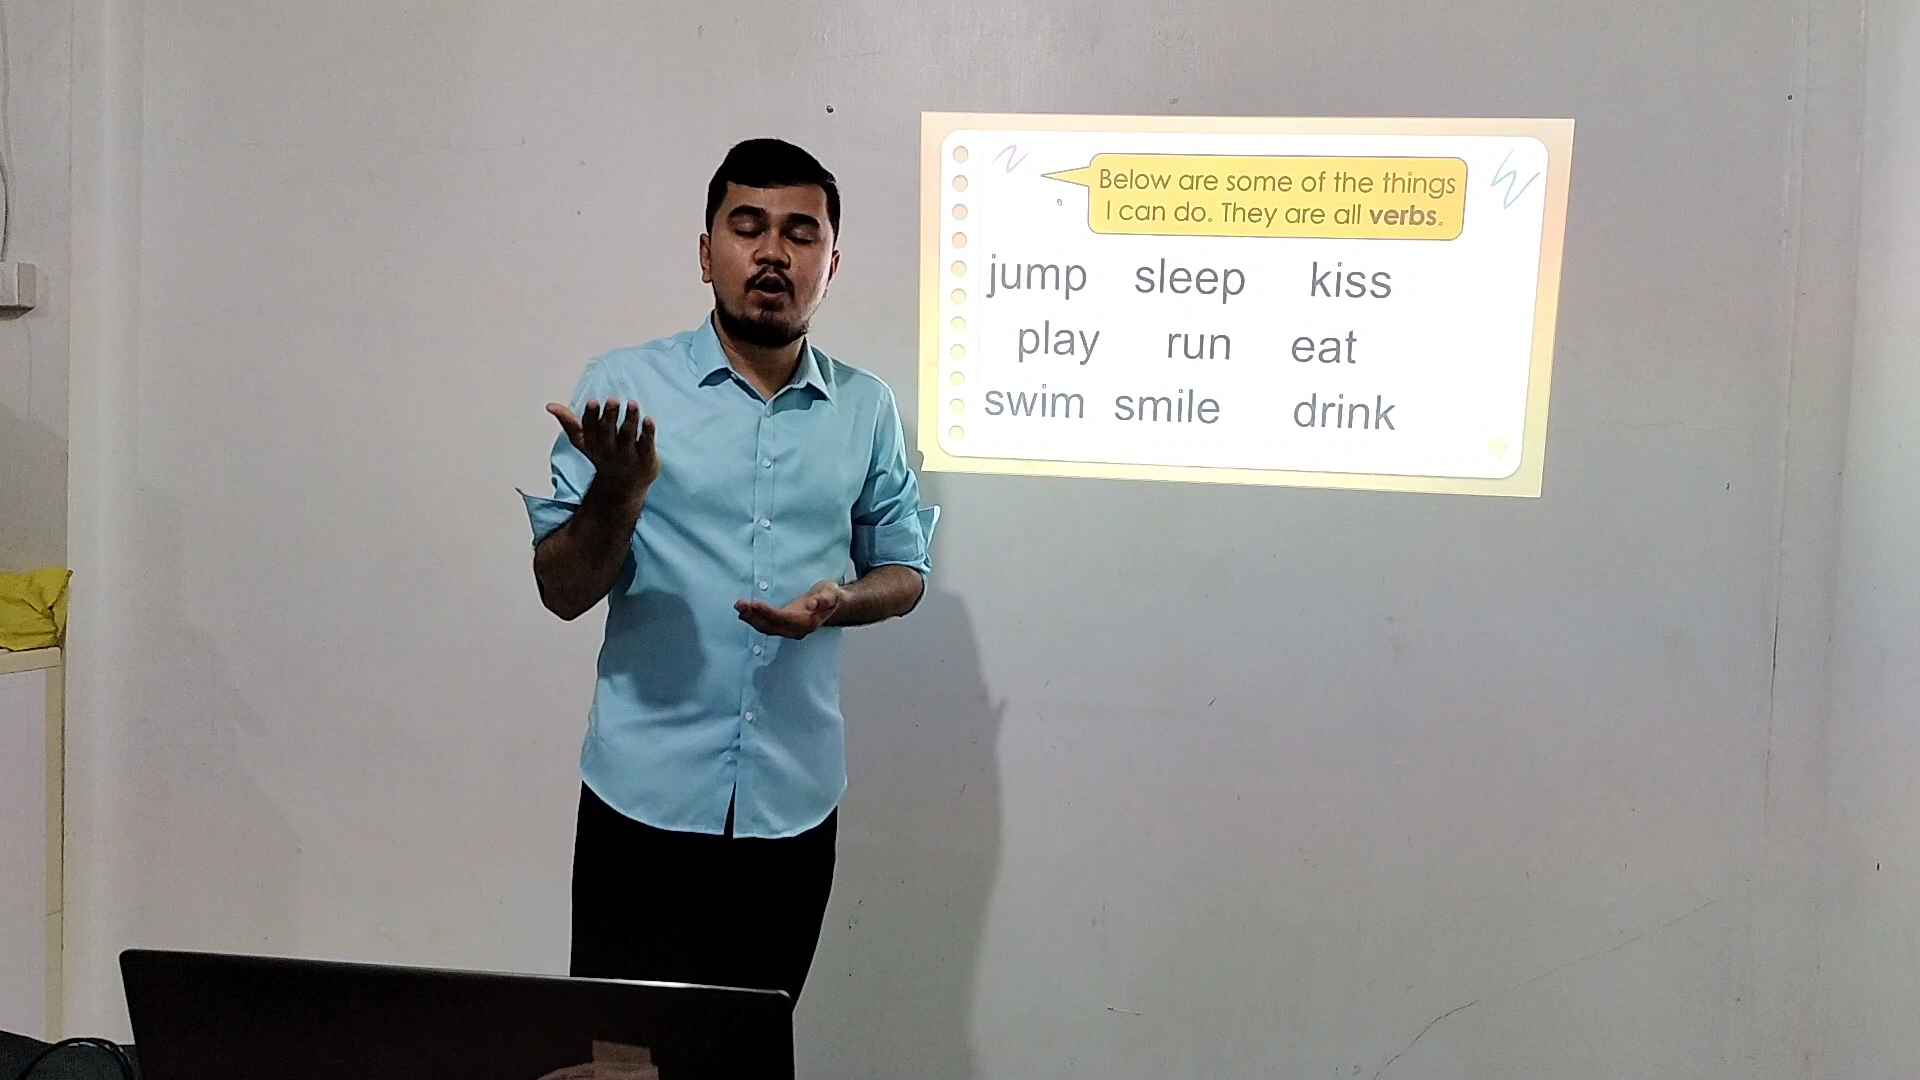 Below are some of the things
I can do. They are all verbs.
jump sleep kiss
play run eat
swim smile drink